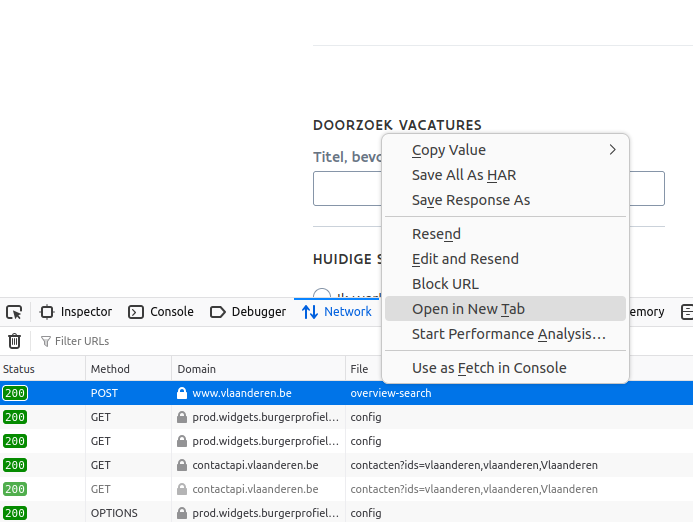 DOORZOEK VACATURES
Titel, bevo
HUIDIGE S
Copy Value
Save All As HAR
Save Response As
Resend
Edit and Resend
Block URL
Open in New Tab
Start Performance Analysis…
Use as Fetch in Console
Inspector
Console
Debugger
Network
emory
Filter URLs
Status Method Domain File
200 POST www.vlaanderen.be overview-search
200 GET prod.widgets.burgerprofiel… config
200 GET prod.widgets.burgerprofiel… config
200 GET contactapi.vlaanderen.be contacten?ids=vlaanderen,vlaanderen,Vlaanderen
200 GET contactapi.vlaanderen.be contacten?ids=vlaanderen,vlaanderen,Vlaanderen
200 OPTIONS prod.widgets.burgerprofiel… config